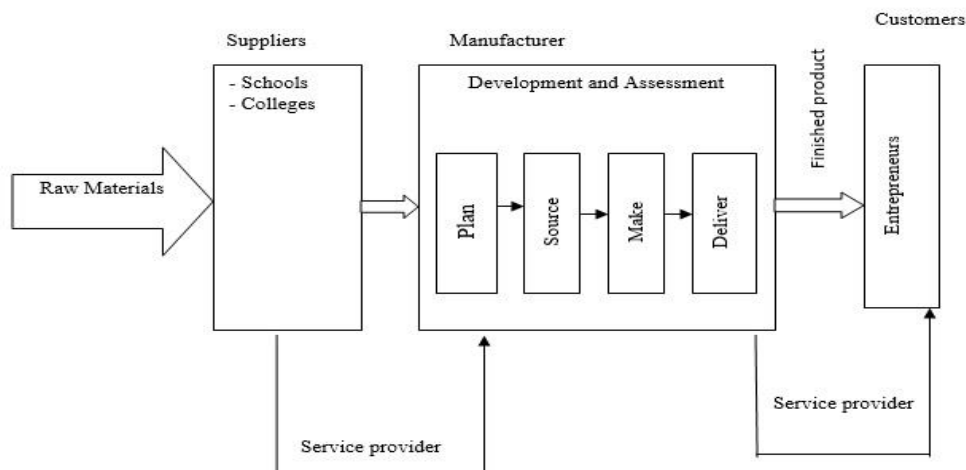 Customers
Suppliers
Manufacturer
- Schools
- Colleges
Development and Assessment
Finished product
Raw Materials
Plan
Source
Make
Deliver
Entrepreneurs
Service provider
Service provider